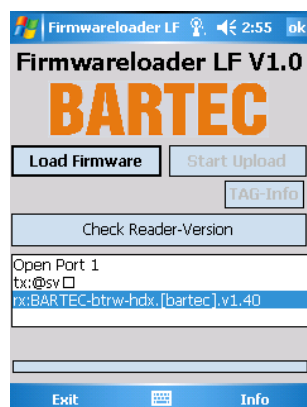 Firmwareloader LF 2:55 ok
Firmwareloader LF V1.0
BARTEC
Load Firmware Start Upload
TAG-Info
Check Reader-Version
Open Port 1
tx:@sv□
rx:BARTEC-btrw-hdx.[bartec].v1.40
Exit Info